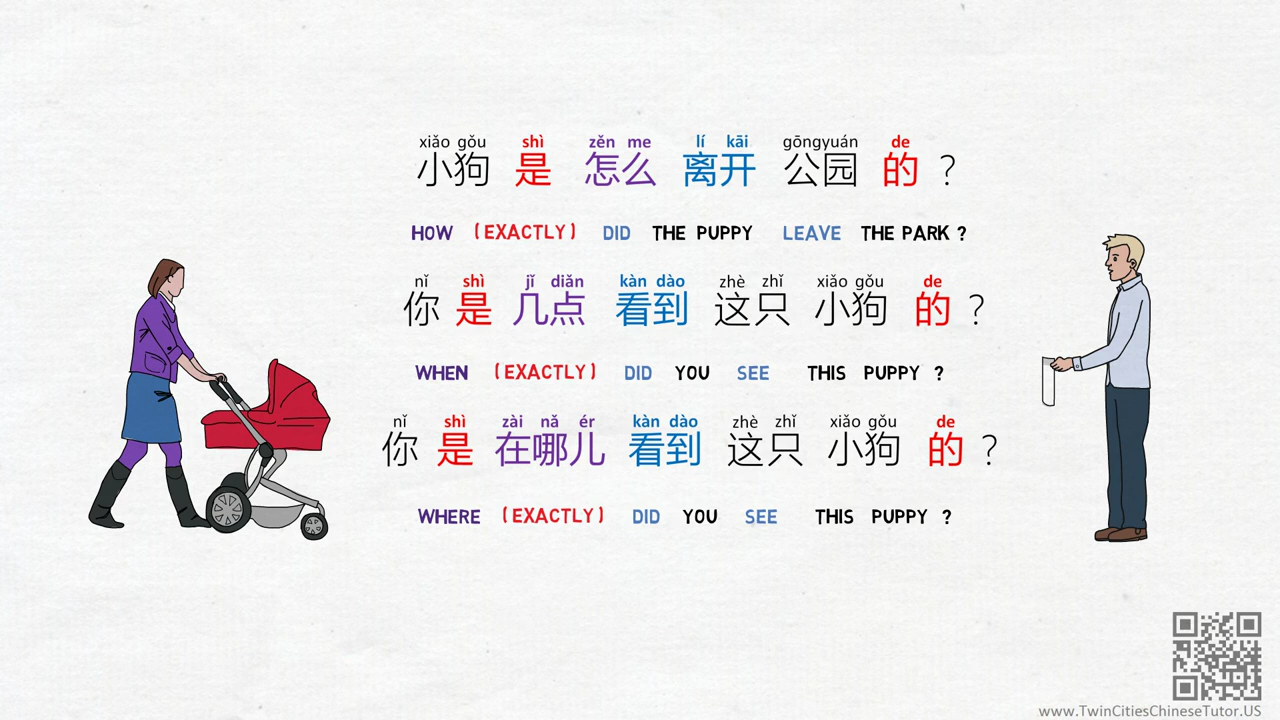 xiǎo gǒu shì zěn me lí kāi gōngyuán de
小狗 是 怎么 离开 公园 的 ？
HOW (EXACTLY) DID THE PUPPY LEAVE THE PARK ?
nǐ shì jǐ diǎn kàn dào zhè zhǐ xiǎo gǒu de
你 是 几点 看到 这只 小狗 的 ？
WHEN (EXACTLY) DID YOU SEE THIS PUPPY ?
nǐ shì zài nǎ ér kàn dào zhè zhǐ xiǎo gǒu de
你 是 在哪儿 看到 这只 小狗 的 ？
WHERE (EXACTLY) DID YOU SEE THIS PUPPY ?
www.TwinCitiesChineseTutor.US